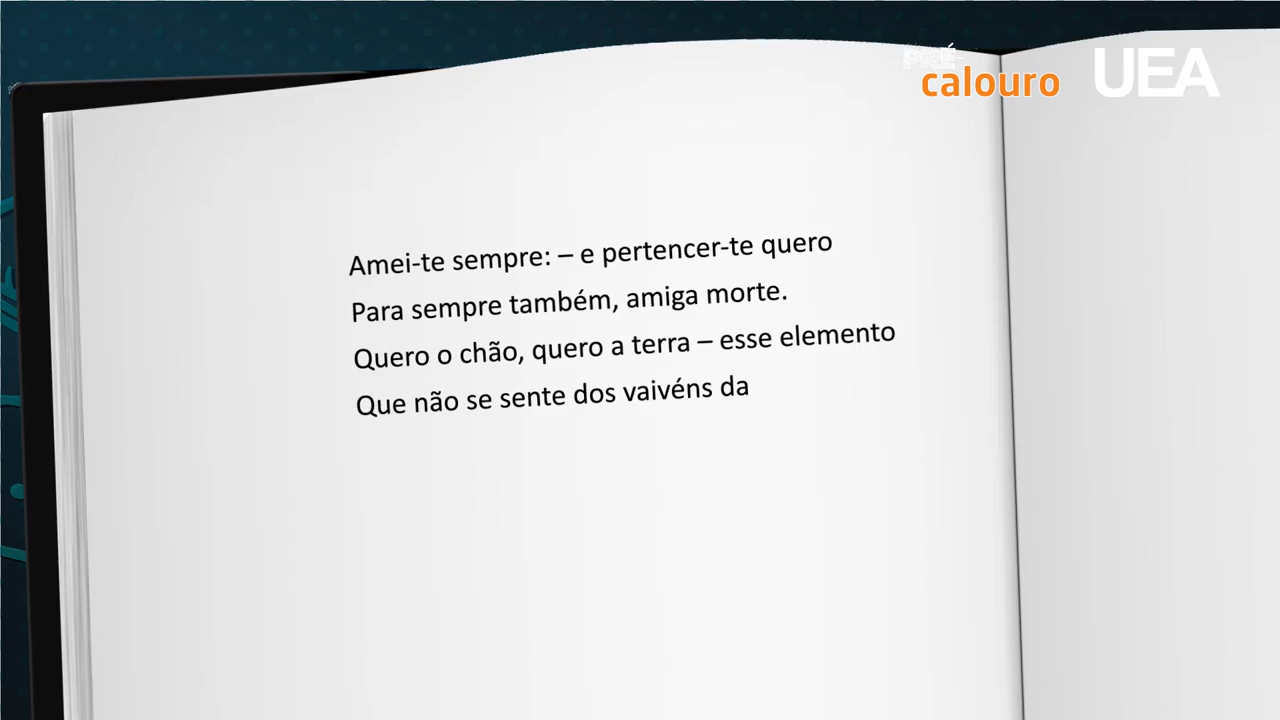 PRÉ-
calouro
UEA
Amei-te sempre: – e pertencer-te quero
Para sempre também, amiga morte.
Quero o chão, quero a terra – esse elemento
Que não se sente dos vaivéns da